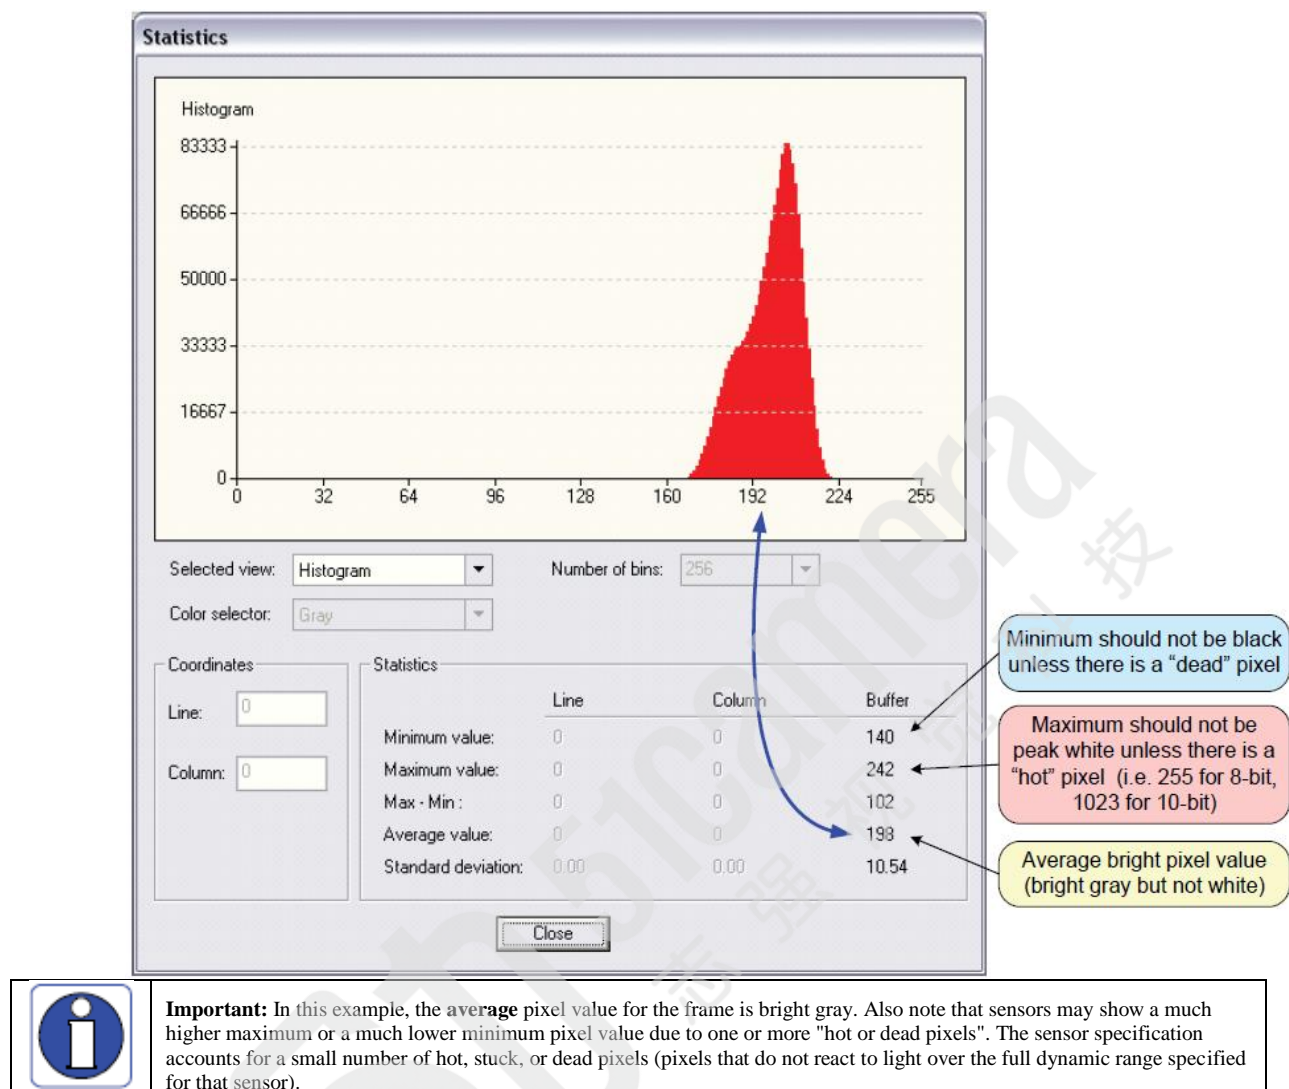 Statistics
Histogram
83333
66666
50000
33333
16667
0
0 32 64 96 128 160 192 224 255
Selected view: Histogram Number of bins: 256
Color selector: Gray
Coordinates
Line: 0
Column: 0
Statistics
Line Column Buffer
Minimum value: 0 0 140
Maximum value: 0 0 242
Max - Min : 0 0 102
Average value: 0 0 198
Standard deviation: 0.00 0.00 10.54
Close
Minimum should not be black
unless there is a “dead” pixel
Maximum should not be
peak white unless there is a
“hot” pixel (i.e. 255 for 8-bit,
1023 for 10-bit)
Average bright pixel value
(bright gray but not white)
Important: In this example, the average pixel value for the frame is bright gray. Also note that sensors may show a much
higher maximum or a much lower minimum pixel value due to one or more "hot or dead pixels". The sensor specification
accounts for a small number of hot, stuck, or dead pixels (pixels that do not react to light over the full dynamic range specified
for that sensor).
51camera
志强视觉科技